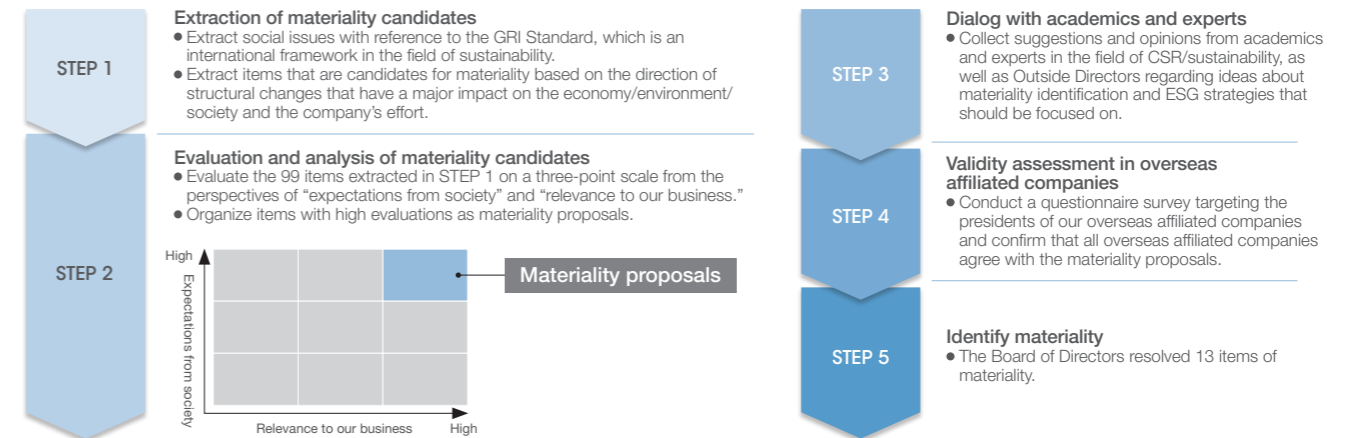 STEP 1
Extraction of materiality candidates
● Extract social issues with reference to the GRI Standard, which is an
international framework in the field of sustainability.
● Extract items that are candidates for materiality based on the direction of
structural changes that have a major impact on the economy/environment/
society and the company's effort.
STEP 2
Evaluation and analysis of materiality candidates
● Evaluate the 99 items extracted in STEP 1 on a three-point scale from the
perspectives of “expectations from society” and “relevance to our business.”
● Organize items with high evaluations as materiality proposals.
High
Expectations from society
Materiality proposals
Relevance to our business
High
STEP 3
Dialog with academics and experts
● Collect suggestions and opinions from academics
and experts in the field of CSR/sustainability, as
well as Outside Directors regarding ideas about
materiality identification and ESG strategies that
should be focused on.
STEP 4
Validity assessment in overseas
affiliated companies
● Conduct a questionnaire survey targeting the
presidents of our overseas affiliated companies
and confirm that all overseas affiliated companies
agree with the materiality proposals.
STEP 5
Identify materiality
● The Board of Directors resolved 13 items of
materiality.